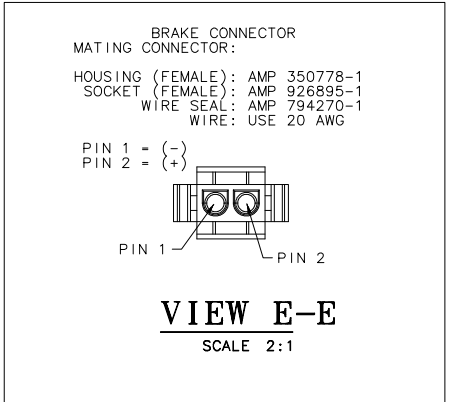 BRAKE CONNECTOR
MATING CONNECTOR:
HOUSING (FEMALE): AMP 350778-1
SOCKET (FEMALE): AMP 926895-1
WIRE SEAL: AMP 794270-1
WIRE: USE 20 AWG
PIN 1 = (-)
PIN 2 = (+)
PIN 1
PIN 2
VIEW E-E
SCALE 2:1